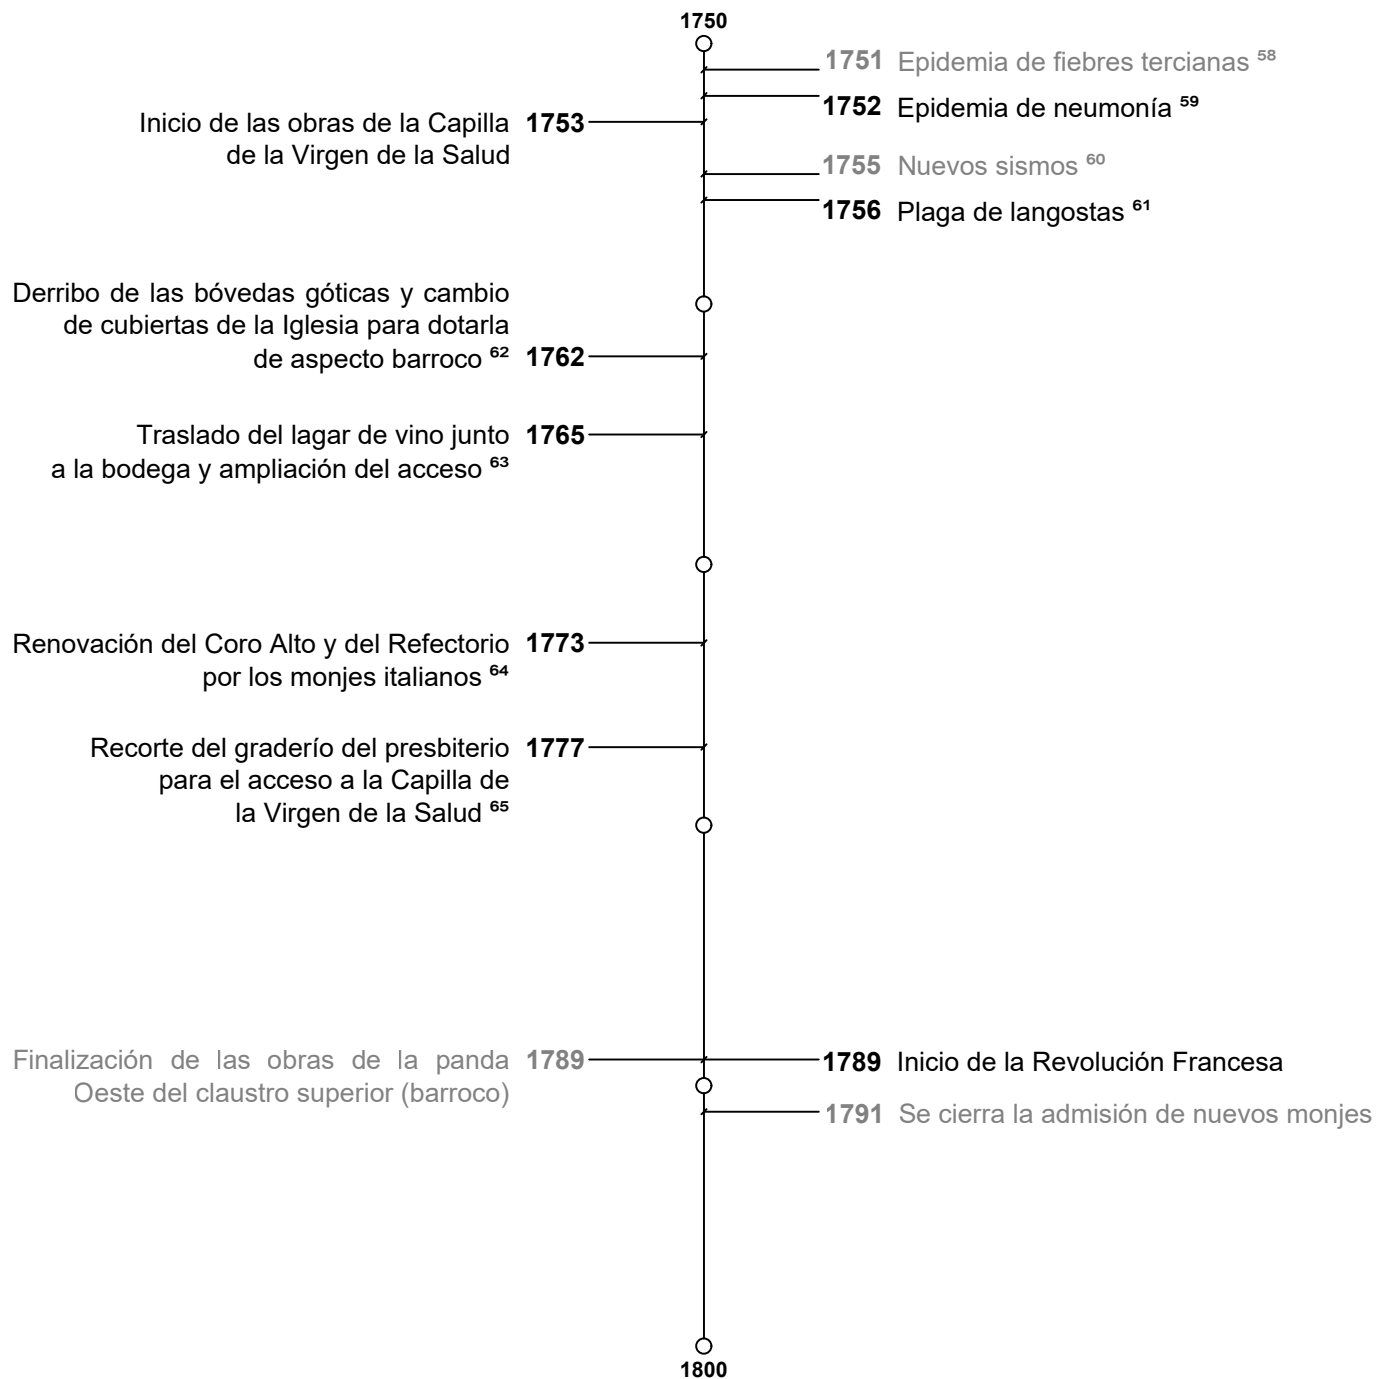 1750
1751 Epidemia de fiebres tercianas ⁵⁸
1752 Epidemia de neumonía ⁵⁹
Inicio de las obras de la Capilla 1753
de la Virgen de la Salud
1755 Nuevos sismos ⁶⁰
1756 Plaga de langostas ⁶¹
Derribo de las bóvedas góticas y cambio
de cubiertas de la Iglesia para dotarla
de aspecto barroco ⁶² 1762
Traslado del lagar de vino junto 1765
a la bodega y ampliación del acceso ⁶³
Renovación del Coro Alto y del Refectorio 1773
por los monjes italianos ⁶⁴
Recorte del graderío del presbiterio 1777
para el acceso a la Capilla de
la Virgen de la Salud ⁶⁵
Finalización de las obras de la panda 1789
Oeste del claustro superior (barroco)
1789 Inicio de la Revolución Francesa
1791 Se cierra la admisión de nuevos monjes
1800